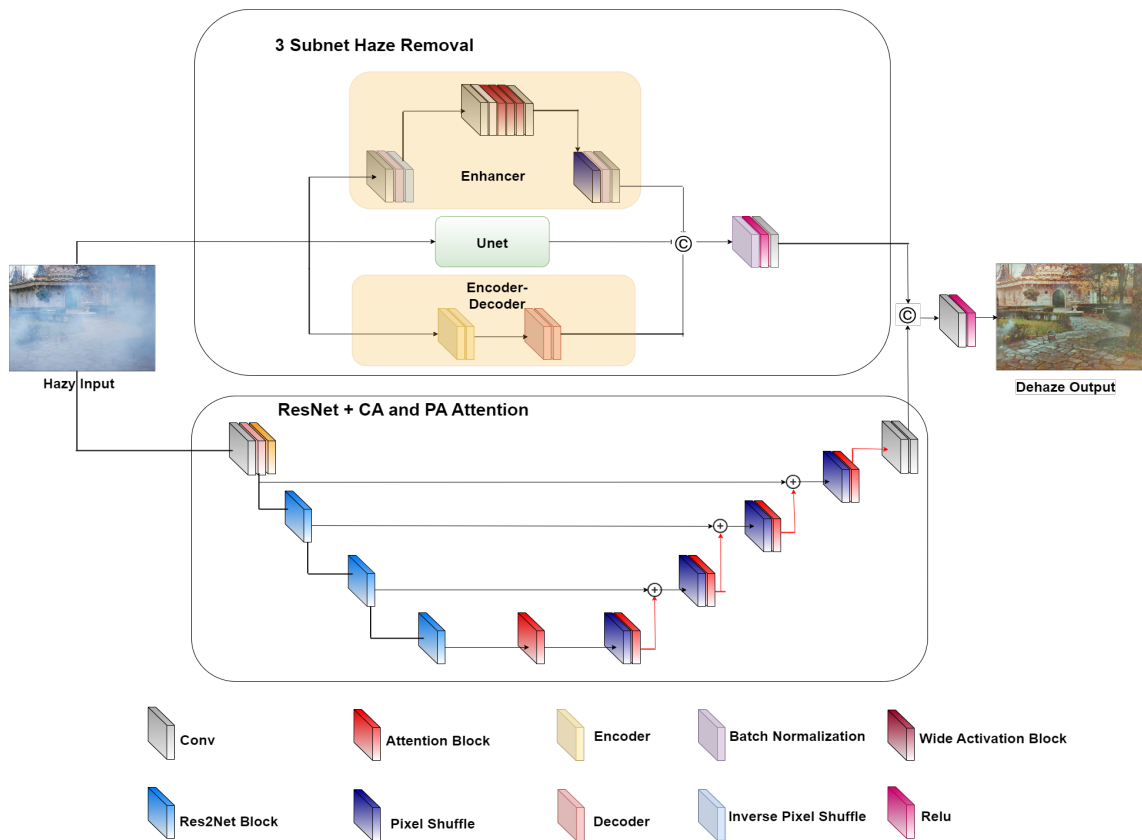 3 Subnet Haze Removal
Enhancer
Unet
C
Encoder-
Decoder
C
Hazy Input
Dehaze Output
ResNet + CA and PA Attention
+
+
+
Conv
Attention Block
Encoder
Batch Normalization
Wide Activation Block
Res2Net Block
Pixel Shuffle
Decoder
Inverse Pixel Shuffle
Relu